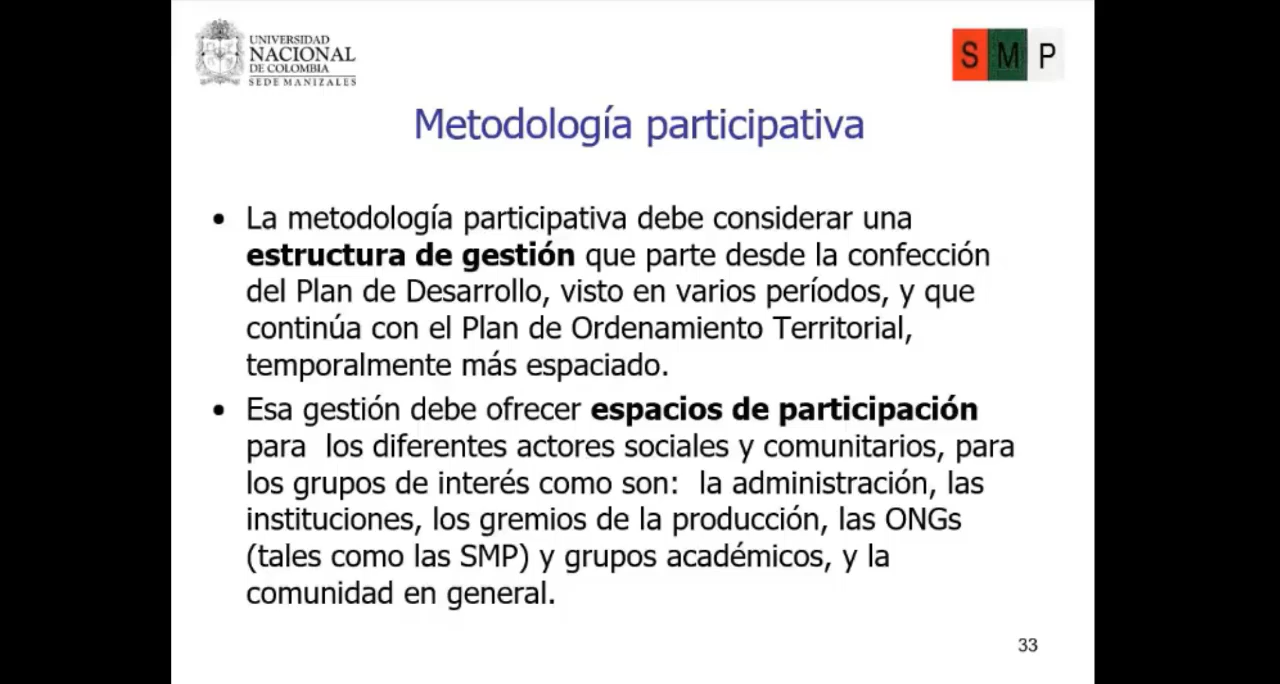 UNIVERSIDAD
NACIONAL
DE COLOMBIA
SEDE MANIZALES
S M P
Metodología participativa
• La metodología participativa debe considerar una
estructura de gestión que parte desde la confección
del Plan de Desarrollo, visto en varios períodos, y que
continúa con el Plan de Ordenamiento Territorial,
temporalmente más espaciado.
• Esa gestión debe ofrecer espacios de participación
para los diferentes actores sociales y comunitarios, para
los grupos de interés como son: la administración, las
instituciones, los gremios de la producción, las ONGs
(tales como las SMP) y grupos académicos, y la
comunidad en general.
33